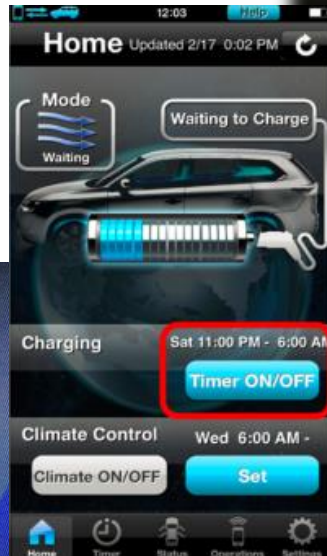 12:03 Help
Home Updated 2/17 0:02 PM
Mode
Waiting to Charge
Waiting
Charging Sat 11:00 PM - 6:00 AM
Timer ON/OFF
Climate Control Wed 6:00 AM -
Climate ON/OFF Set
Home Timer Status Operations Settings